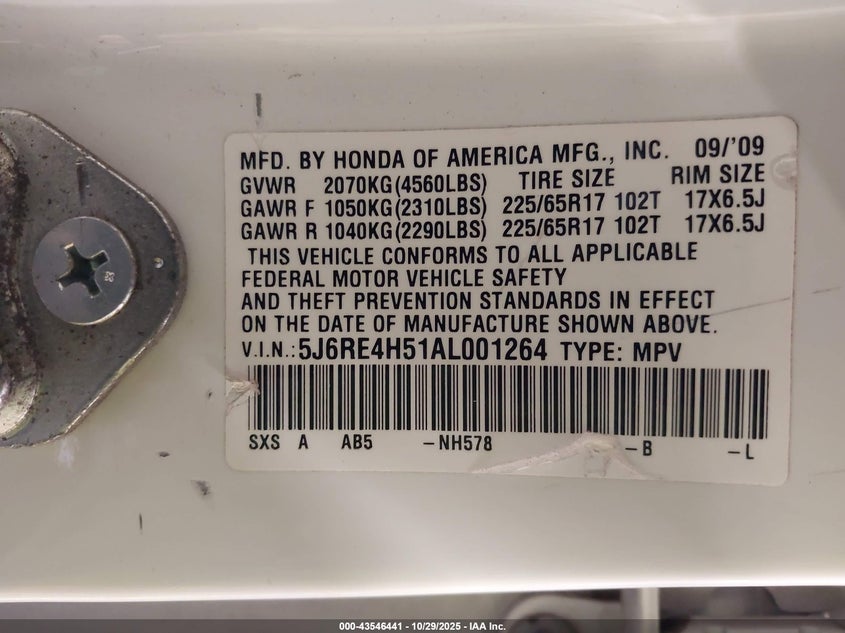 MFD. BY HONDA OF AMERICA MFG., INC. 09/'09
GVWR 2070KG(4560LBS) TIRE SIZE RIM SIZE
GAWR F 1050KG(2310LBS) 225/65R17 102T 17X6.5J
GAWR R 1040KG(2290LBS) 225/65R17 102T 17X6.5J
THIS VEHICLE CONFORMS TO ALL APPLICABLE
FEDERAL MOTOR VEHICLE SAFETY
AND THEFT PREVENTION STANDARDS IN EFFECT
ON THE DATE OF MANUFACTURE SHOWN ABOVE.
V.I.N.: 5J6RE4H51AL001264 TYPE: MPV
SXS A AB5 -NH578 -B -L
000-43546441 - 10/29/2025 - IAA Inc.